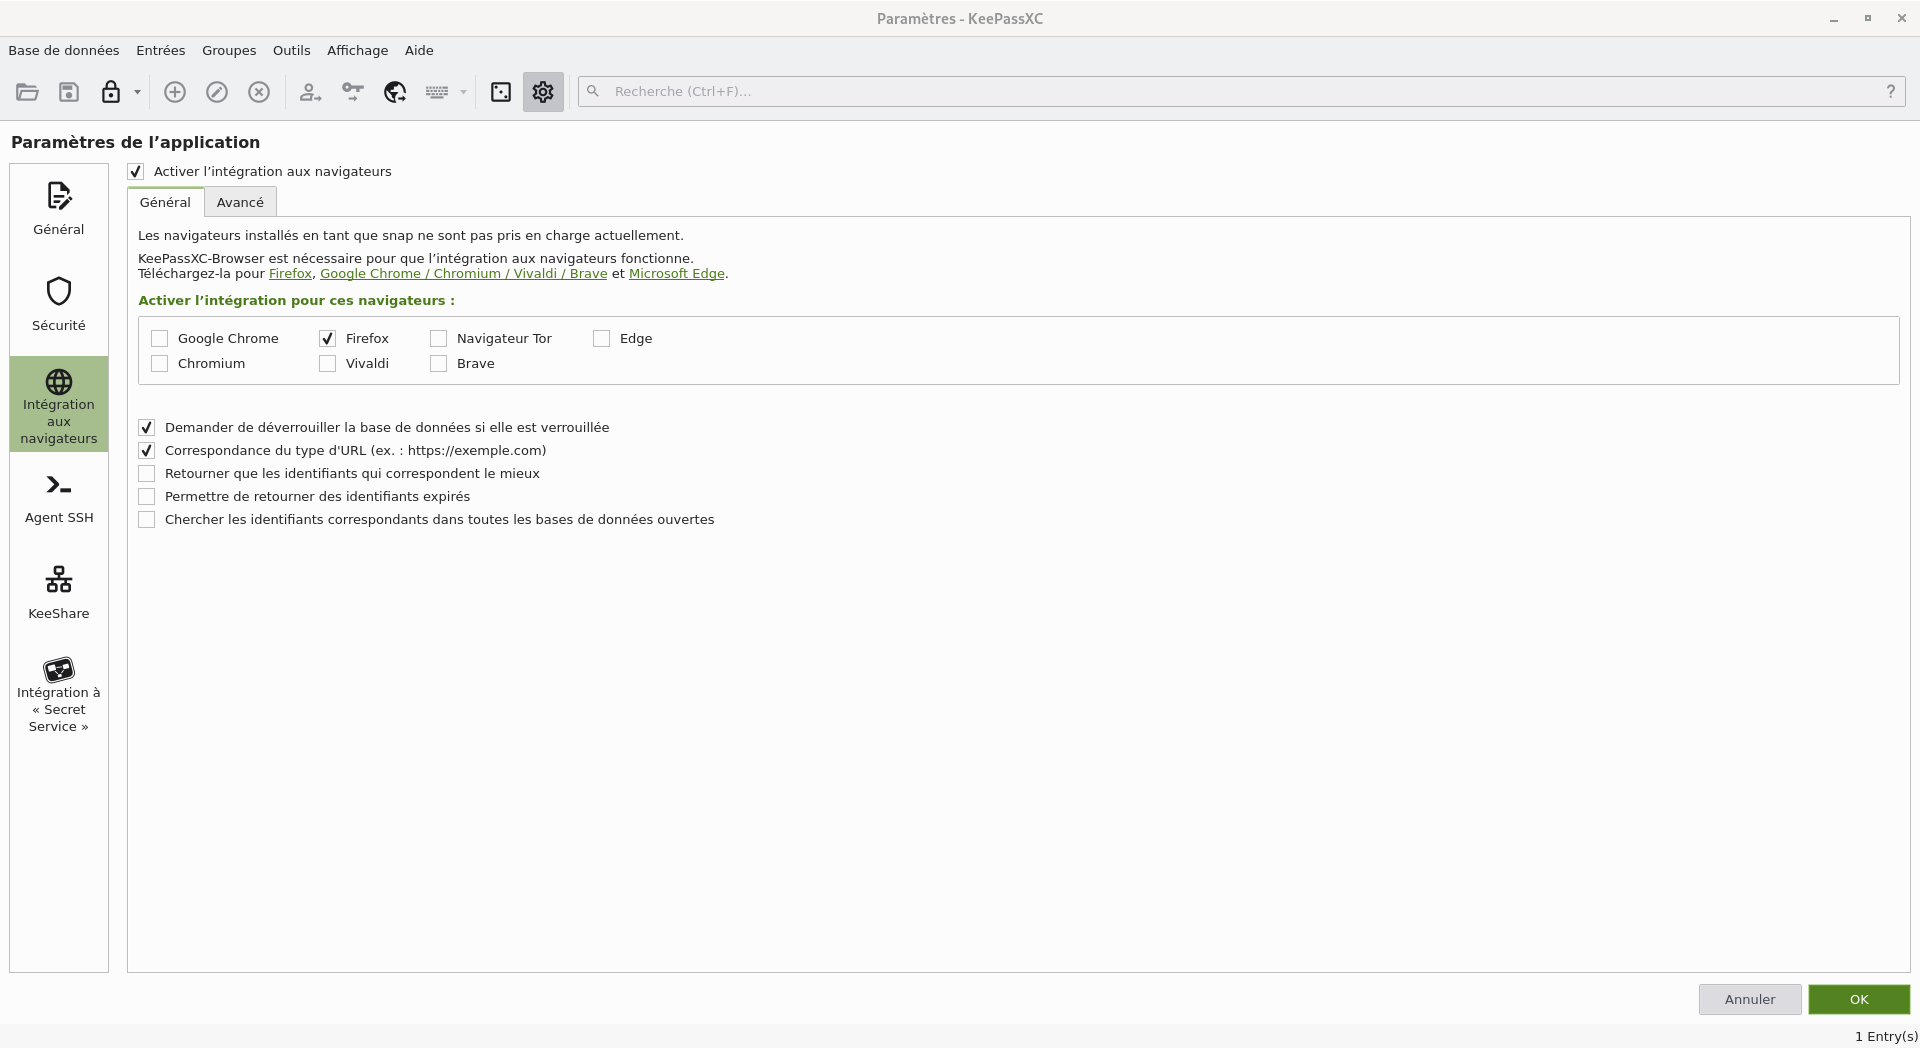 Paramètres - KeePassXC
Base de données Entrées Groupes Outils Affichage Aide
Recherche (Ctrl+F)... ?
Paramètres de l’application
Général
Sécurité
Intégration
aux
navigateurs
Agent SSH
KeeShare
Intégration à
« Secret
Service »
Activer l’intégration aux navigateurs
Général Avancé
Les navigateurs installés en tant que snap ne sont pas pris en charge actuellement.
KeePassXC-Browser est nécessaire pour que l’intégration aux navigateurs fonctionne.
Téléchargez-la pour Firefox, Google Chrome / Chromium / Vivaldi / Brave et Microsoft Edge.
Activer l’intégration pour ces navigateurs :
Google Chrome Firefox Navigateur Tor Edge
Chromium Vivaldi Brave
Demander de déverrouiller la base de données si elle est verrouillée
Correspondance du type d'URL (ex. : https://exemple.com)
Retourner que les identifiants qui correspondent le mieux
Permettre de retourner des identifiants expirés
Chercher les identifiants correspondants dans toutes les bases de données ouvertes
Annuler OK
1 Entry(s)